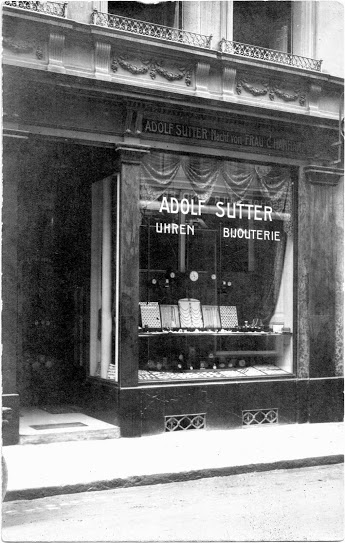 ADOLF SUTTER Nachf. von FRAU C.
ADOLF SUTTER
UHREN BIJOUTERIE